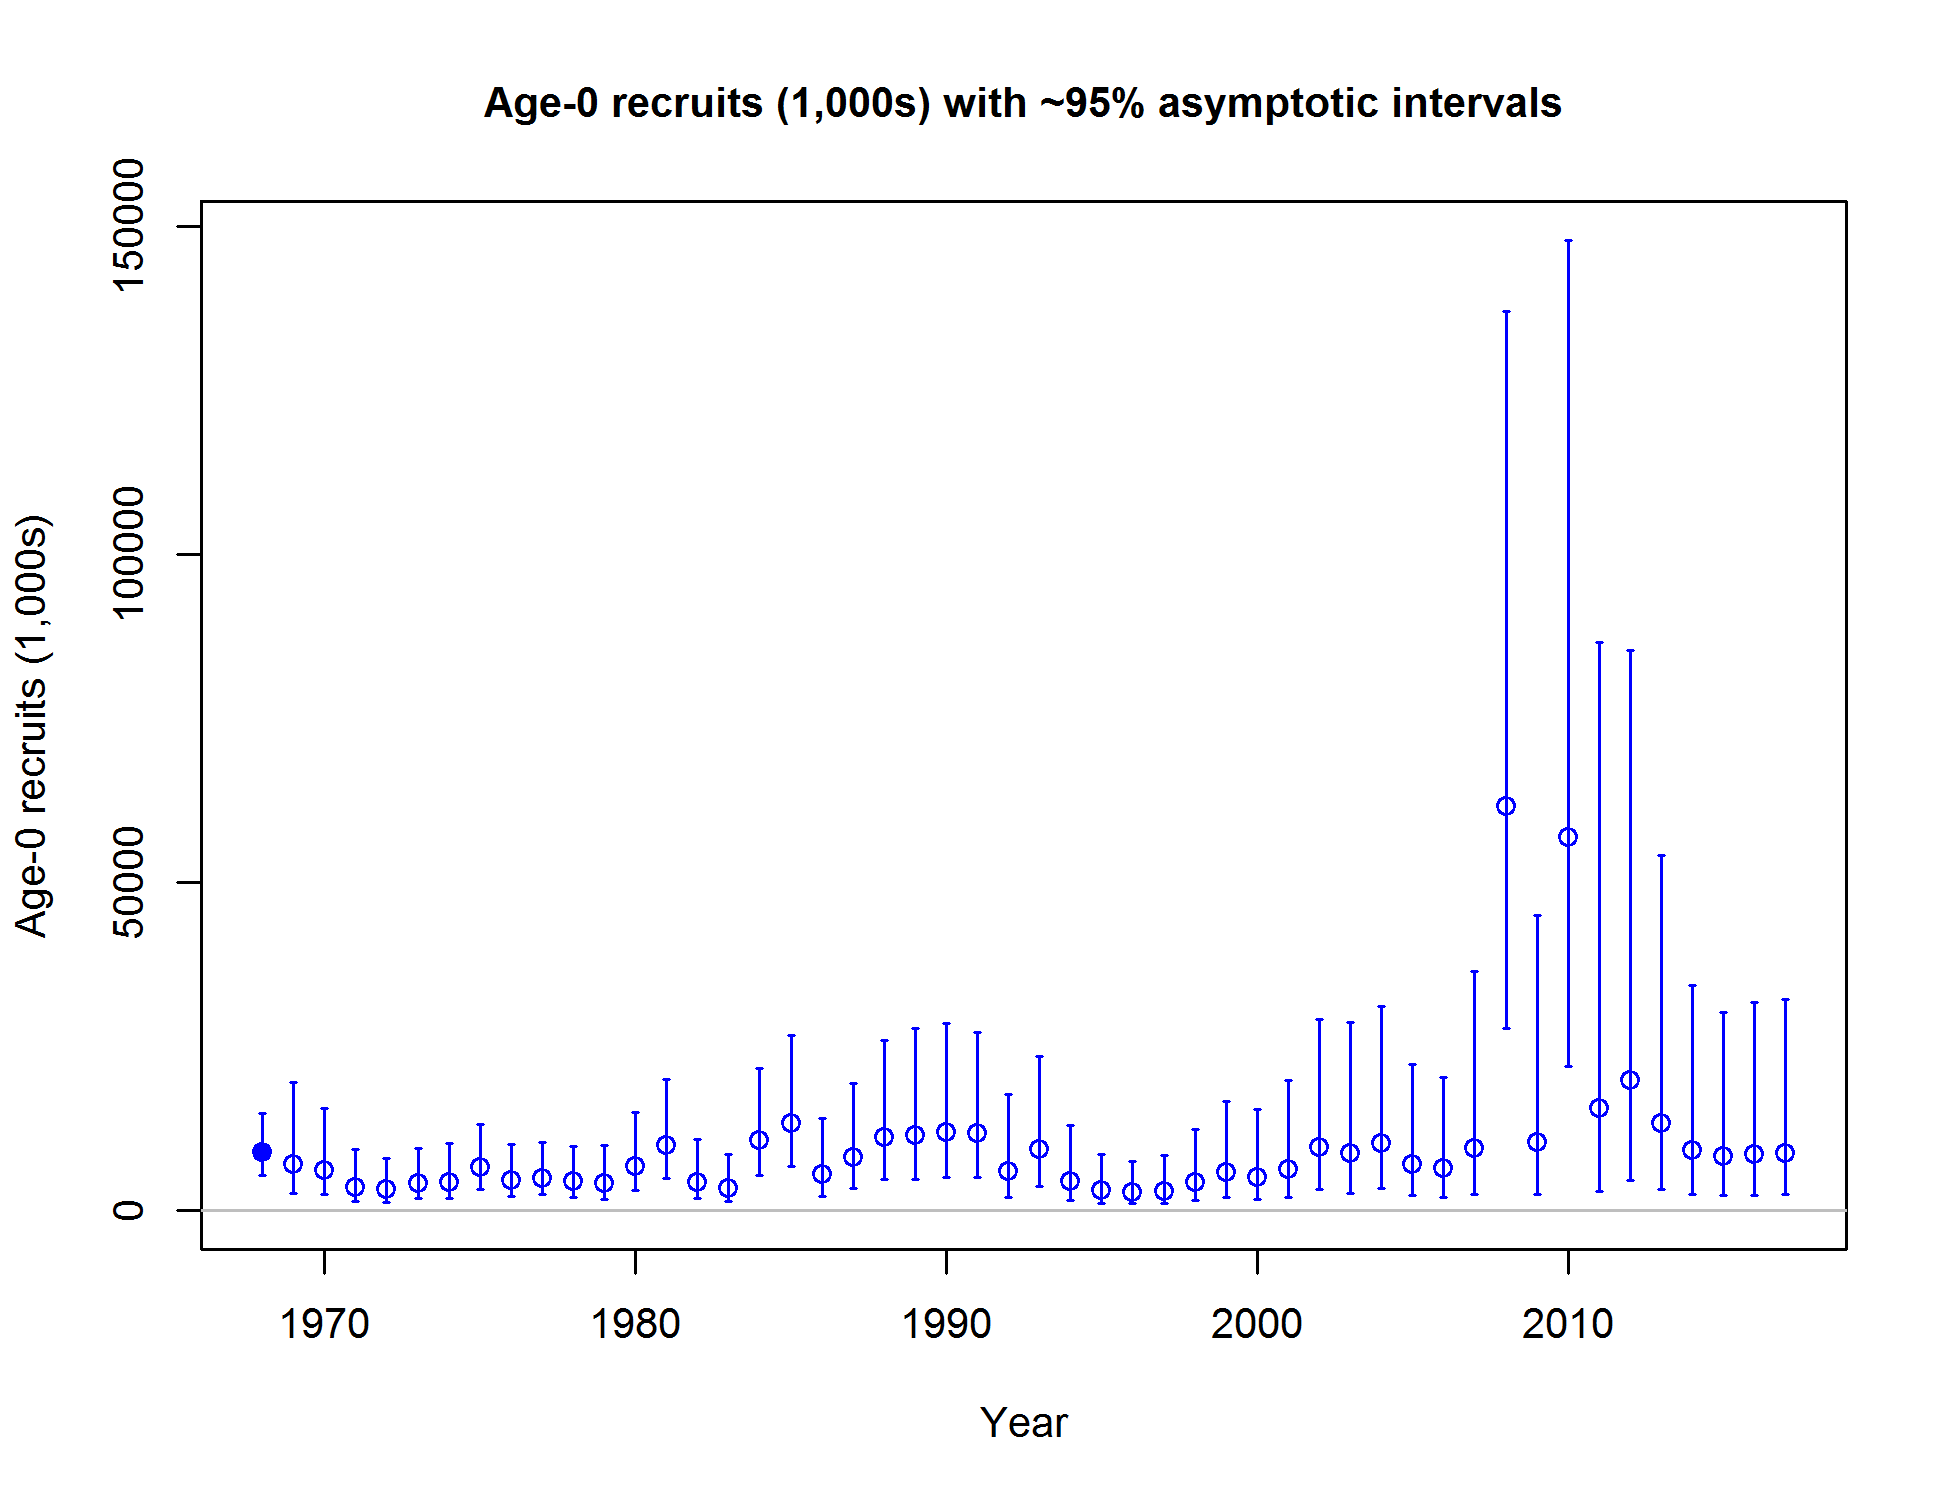 Age-0 recruits (1,000s) with ~95% asymptotic intervals
Age-0 recruits (1,000s)
150000
100000
50000
0
1970 1980 1990 2000 2010
Year